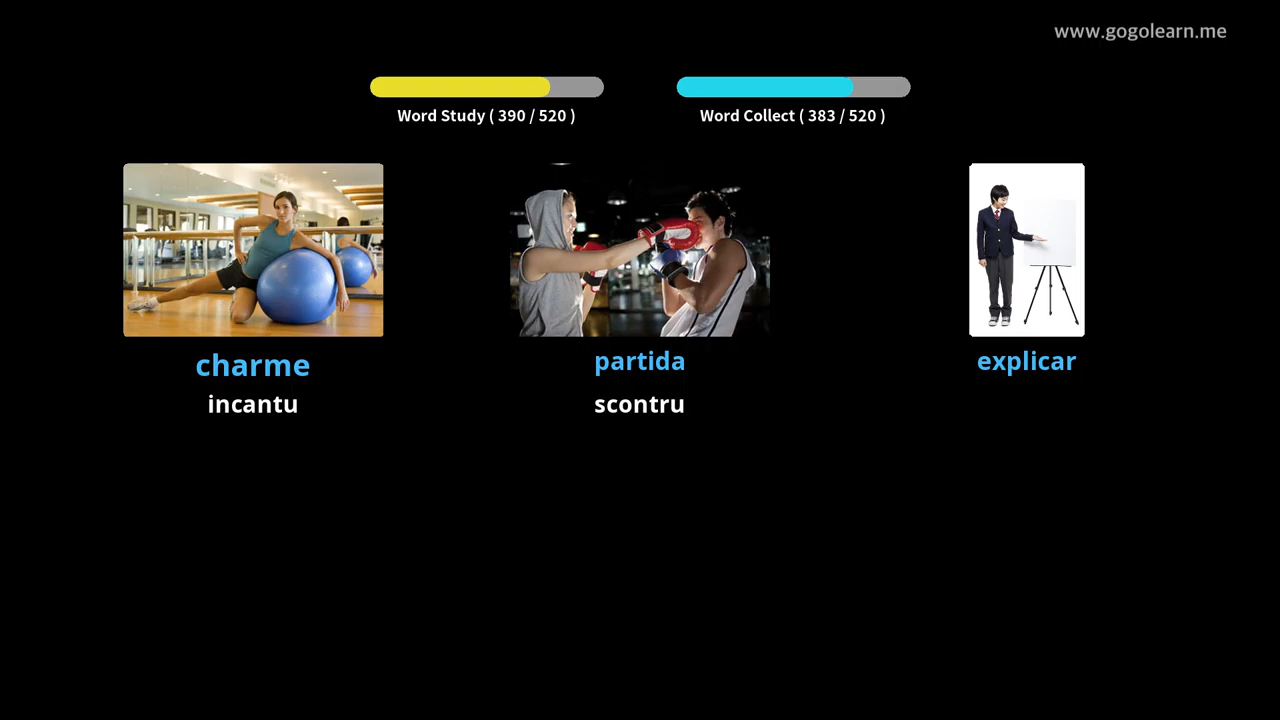 www.gogolearn.me
Word Study ( 390 / 520 )
Word Collect ( 383 / 520 )
charme
partida
explicar
incantu
scontru